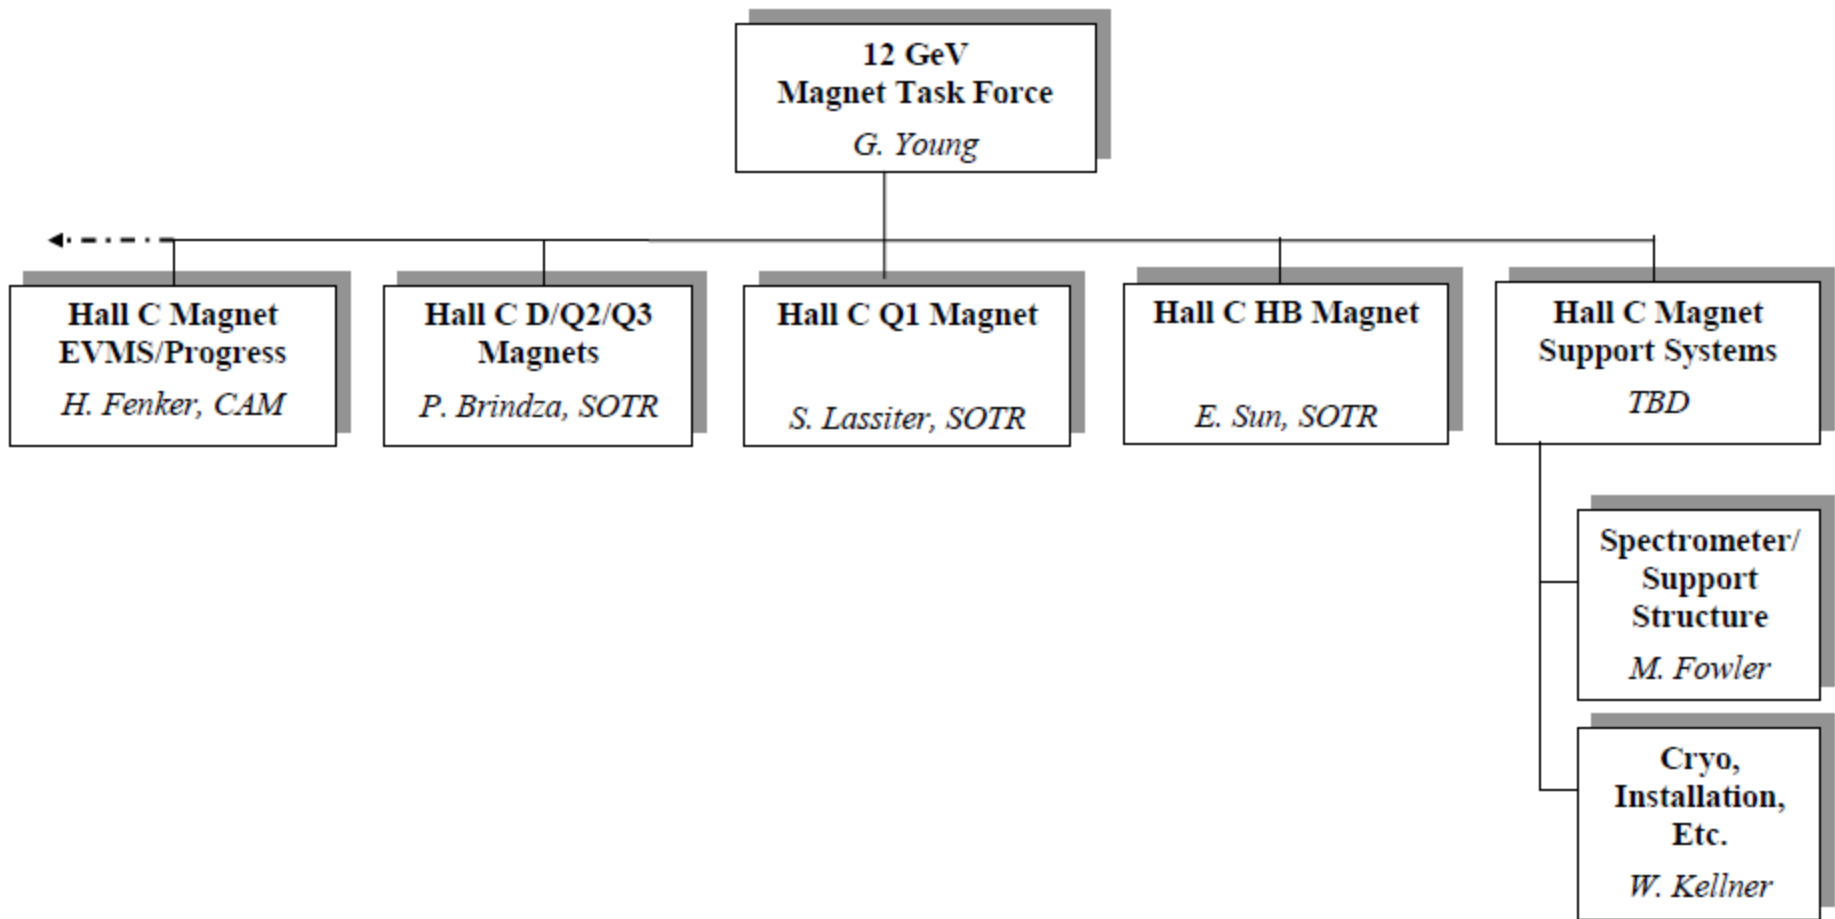 12 GeV
Magnet Task Force
G. Young
Hall C Magnet
EVMS/Progress
H. Fenker, CAM
Hall C D/Q2/Q3
Magnets
P. Brindza, SOTR
Hall C Q1 Magnet
S. Lassiter, SOTR
Hall C HB Magnet
E. Sun, SOTR
Hall C Magnet
Support Systems
TBD
Spectrometer/
Support
Structure
M. Fowler
Cryo,
Installation,
Etc.
W. Kellner